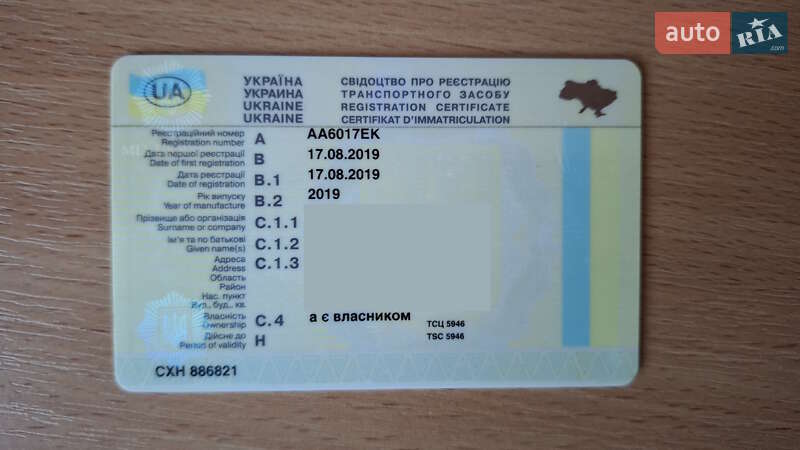 auto RIA .com
UA
УКРАЇНА СВІДОЦТВО ПРО РЕЄСТРАЦІЮ
УКРАИНА ТРАНСПОРТНОГО ЗАСОБУ
UKRAINE REGISTRATION CERTIFICATE
UKRAINE CERTIFIKAT D'IMMATRICULATION
Реєстраційний номер
Registration number A AA6017EK
Дата першої реєстрації
Date of first registration B 17.08.2019
Дата реєстрації
Date of registration B.1 17.08.2019
Рік випуску
Year of manufacture B.2 2019
Прізвище або організація
Surname or company C.1.1
Ім'я та по батькові
Given name(s) C.1.2
Адреса
Address C.1.3
Область
Район
Нас. пункт
буд., кв.
Власність
Ownership C.4 а є власником ТСЦ 5946
Дійсне до
Period of validity H TSC 5946
СХН 886821